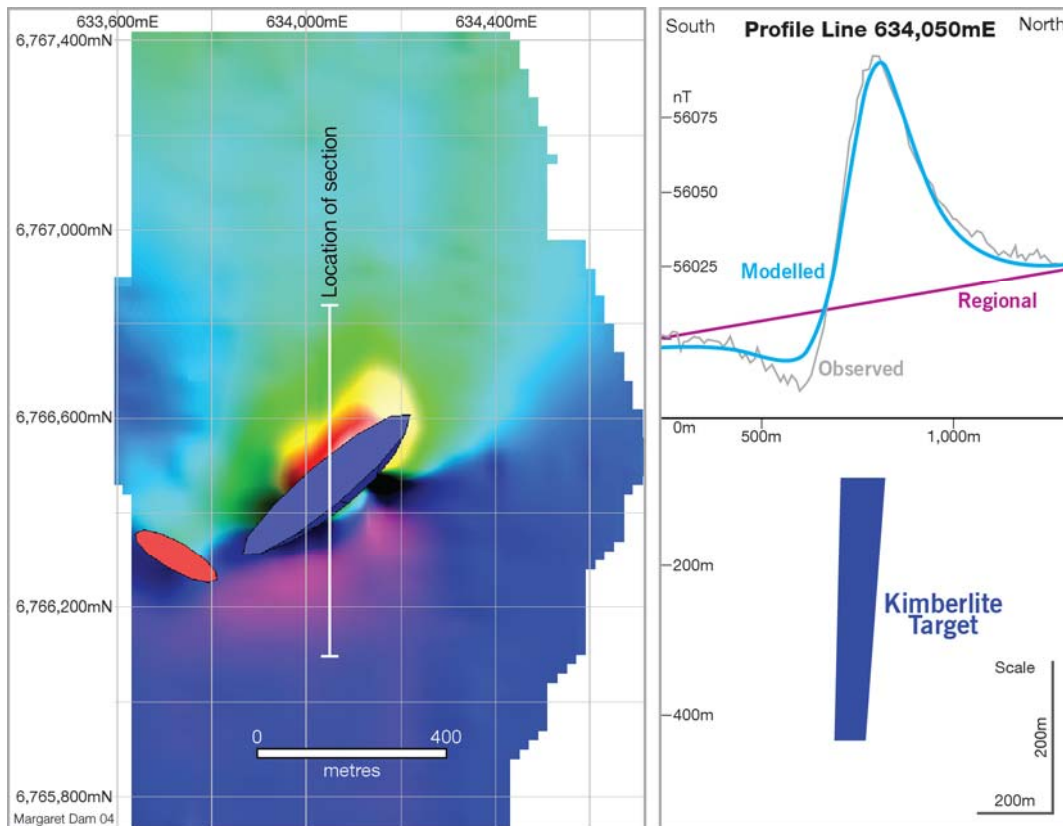 633,600mE 634,000mE 634,400mE
6,767,400mN
6,767,000mN
6,766,600mN
6,766,200mN
6,765,800mN
Location of section
0 400
metres
Margaret Dam 04
South Profile Line 634,050mE North
nT
56075
56050
56025
Modelled
Regional
Observed
0m 500m 1,000m
-200m
-400m
Kimberlite
Target
Scale
200m
200m